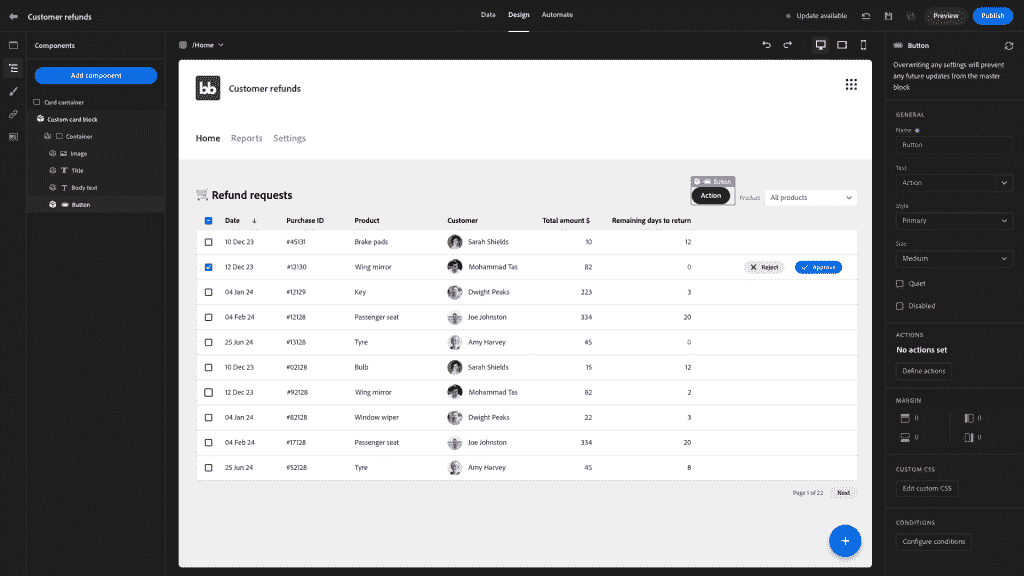 Customer refunds
Data
Design
Automate
Update available
Preview
Publish
Components
Add component
Card container
Custom card block
Container
Image
Title
Body text
Button
/Home
bb
Customer refunds
Home Reports Settings
Refund requests
Button
Action
Product
All products
Date Purchase ID Product Customer Total amount $ Remaining days to return
10 Dec 23 #45131 Brake pads Sarah Shields 10 12
12 Dec 23 #12130 Wing mirror Mohammad Tas 82 0 Reject Approve
04 Jan 24 #12129 Key Dwight Peaks 223 3
04 Feb 24 #12128 Passenger seat Joe Johnston 334 20
25 Jun 24 #13128 Tyre Amy Harvey 45 0
10 Dec 23 #02128 Bulb Sarah Shields 15 12
12 Dec 23 #92128 Wing mirror Mohammad Tas 82 2
04 Jan 24 #82128 Window wiper Dwight Peaks 22 3
04 Feb 24 #17128 Passenger seat Joe Johnston 334 20
25 Jun 24 #52128 Tyre Amy Harvey 45 8
Page 1 of 22
Next
Button
Overwriting any settings will prevent
any future updates from the master
block
GENERAL
Name
Button
Text
Action
Style
Primary
Size
Medium
Quiet
Disabled
ACTIONS
No actions set
Define actions
MARGIN
0 0
0 0
CUSTOM CSS
Edit custom CSS
CONDITIONS
Configure conditions